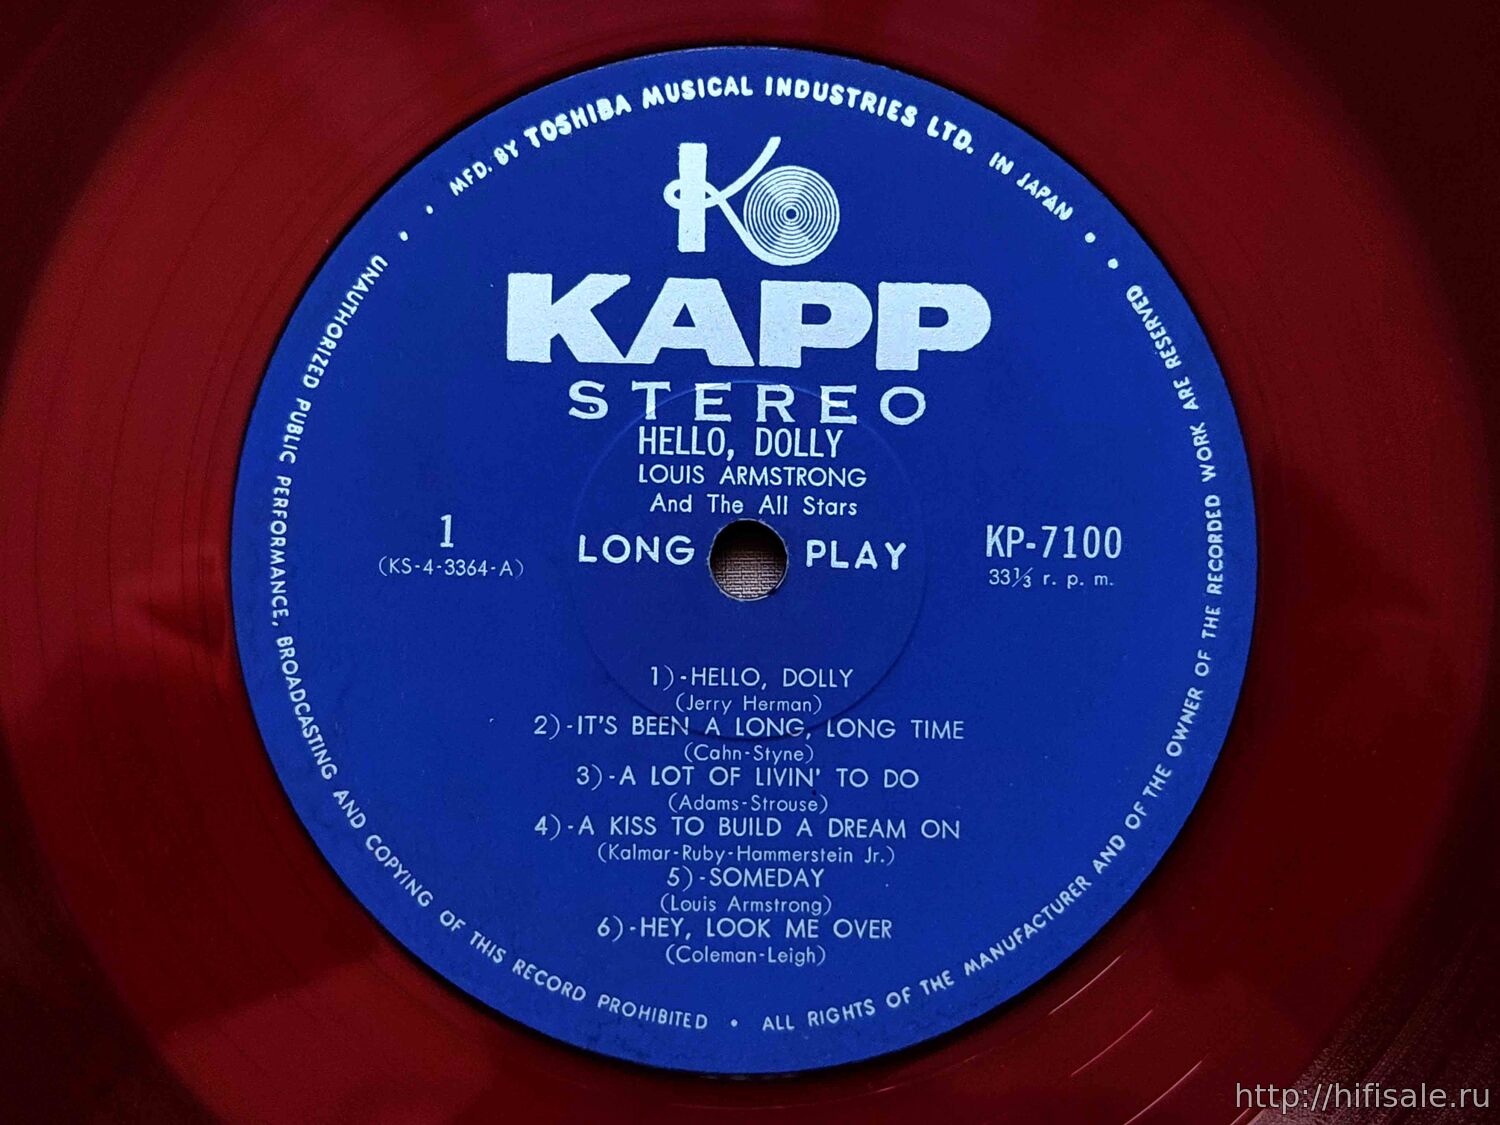 MFD. BY TOSHIBA MUSICAL INDUSTRIES LTD. IN JAPAN
KAPP
STEREO
HELLO, DOLLY
LOUIS ARMSTRONG
And The All Stars
LONG PLAY
1
(KS-4-3364-A)
KP-7100
33⅓ r. p. m.
1)-HELLO, DOLLY
(Jerry Herman)
2)-IT'S BEEN A LONG, LONG TIME
(Cahn-Styne)
3)-A LOT OF LIVIN' TO DO
(Adams-Strouse)
4)-A KISS TO BUILD A DREAM ON
(Kalmar-Ruby-Hammerstein Jr.)
5)-SOMEDAY
(Louis Armstrong)
6)-HEY, LOOK ME OVER
(Coleman-Leigh)
UNAUTHORIZED PUBLIC PERFORMANCE, BROADCASTING AND COPYING OF THIS RECORD PROHIBITED • ALL RIGHTS OF THE MANUFACTURER AND OF THE OWNER OF THE RECORDED WORK ARE RESERVED
http://hifisale.ru